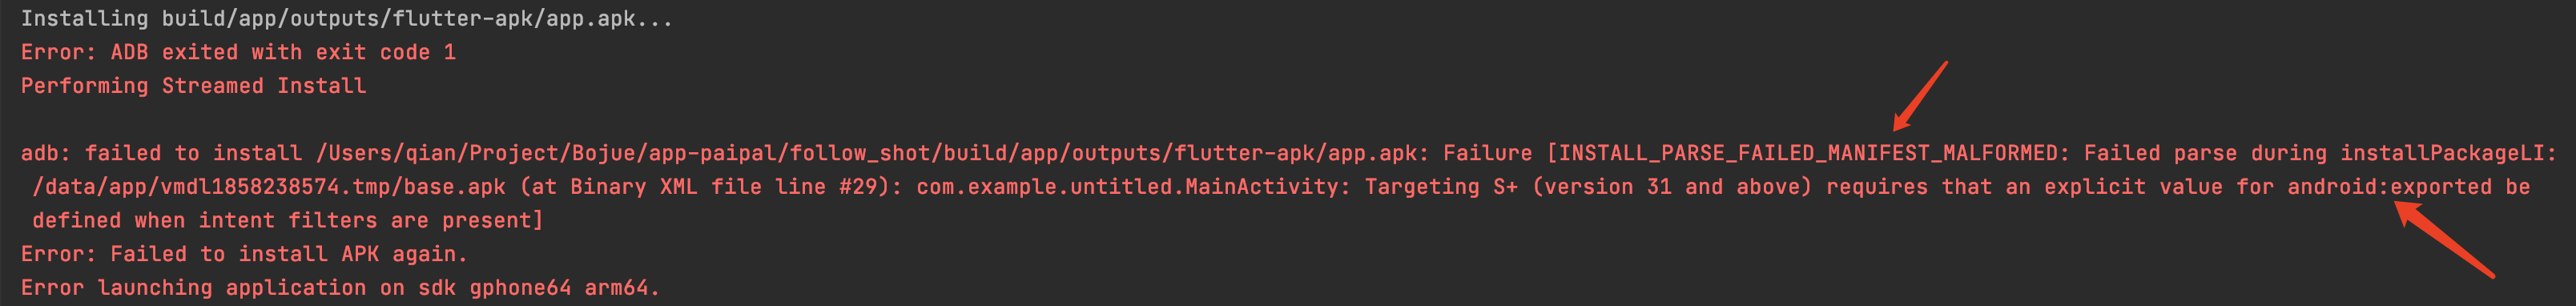 Installing build/app/outputs/flutter-apk/app.apk...
Error: ADB exited with exit code 1
Performing Streamed Install
adb: failed to install /Users/qian/Project/Bojue/app-paipal/follow_shot/build/app/outputs/flutter-apk/app.apk: Failure [INSTALL_PARSE_FAILED_MANIFEST_MALFORMED: Failed parse during installPackageLI:
/data/app/vmdl1858238574.tmp/base.apk (at Binary XML file line #29): com.example.untitled.MainActivity: Targeting S+ (version 31 and above) requires that an explicit value for android:exported be
defined when intent filters are present]
Error: Failed to install APK again.
Error launching application on sdk gphone64 arm64.